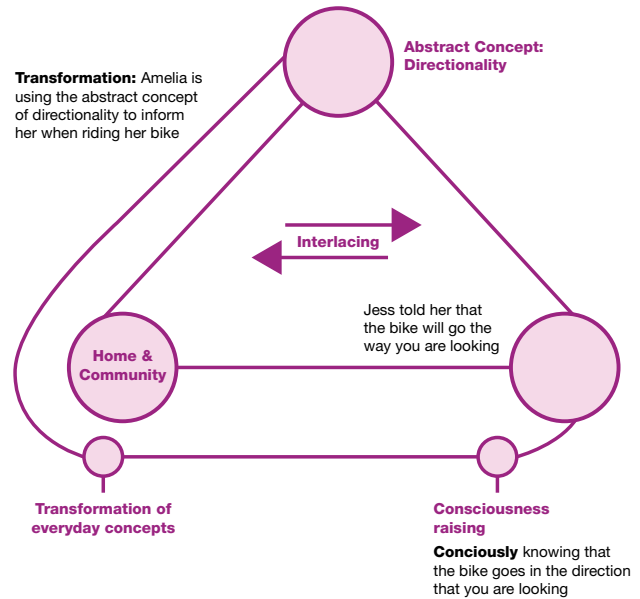 Abstract Concept:
Directionality
Transformation: Amelia is
using the abstract concept
of directionality to inform
her when riding her bike
Interlacing
Jess told her that
the bike will go the
way you are looking
Home &
Community
Transformation of
everyday concepts
Consciousness
raising
Conciously knowing that
the bike goes in the direction
that you are looking